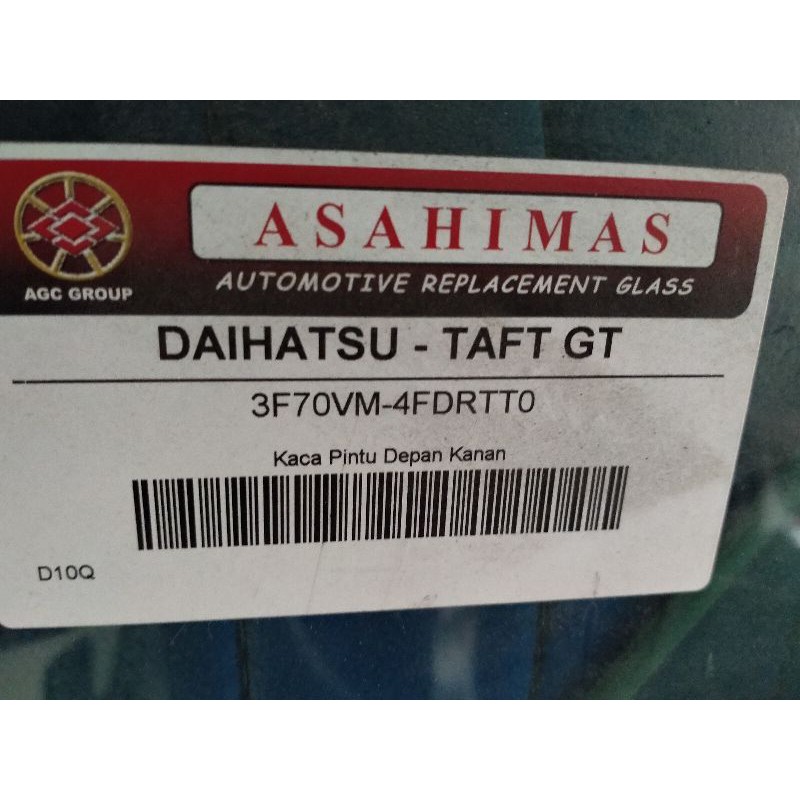 ASAHIMAS
AGC GROUP
AUTOMOTIVE REPLACEMENT GLASS
DAIHATSU - TAFT GT
3F70VM-4FDRTT0
Kaca Pintu Depan Kanan
D10Q